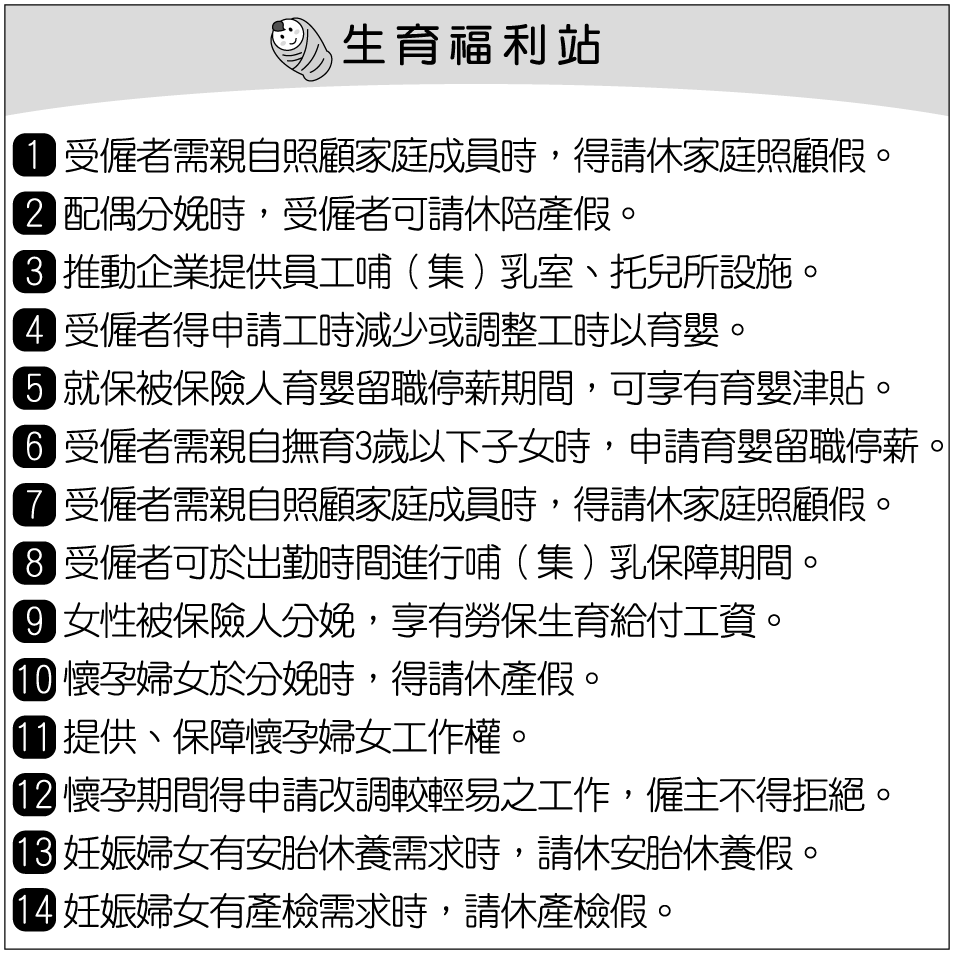 生育福利站
1 受僱者需親自照顧家庭成員時，得請休家庭照顧假。
2 配偶分娩時，受僱者可請休陪產假。
3 推動企業提供員工哺（集）乳室、托兒所設施。
4 受僱者得申請工時減少或調整工時以育嬰。
5 就保被保險人育嬰留職停薪期間，可享有育嬰津貼。
6 受僱者需親自撫育3歲以下子女時，申請育嬰留職停薪。
7 受僱者需親自照顧家庭成員時，得請休家庭照顧假。
8 受僱者可於出勤時間進行哺（集）乳保障期間。
9 女性被保險人分娩，享有勞保生育給付工資。
10 懷孕婦女於分娩時，得請休產假。
11 提供、保障懷孕婦女工作權。
12 懷孕期間得申請改調較輕易之工作，僱主不得拒絕。
13 妊娠婦女有安胎休養需求時，請休安胎休養假。
14 妊娠婦女有產檢需求時，請休產檢假。